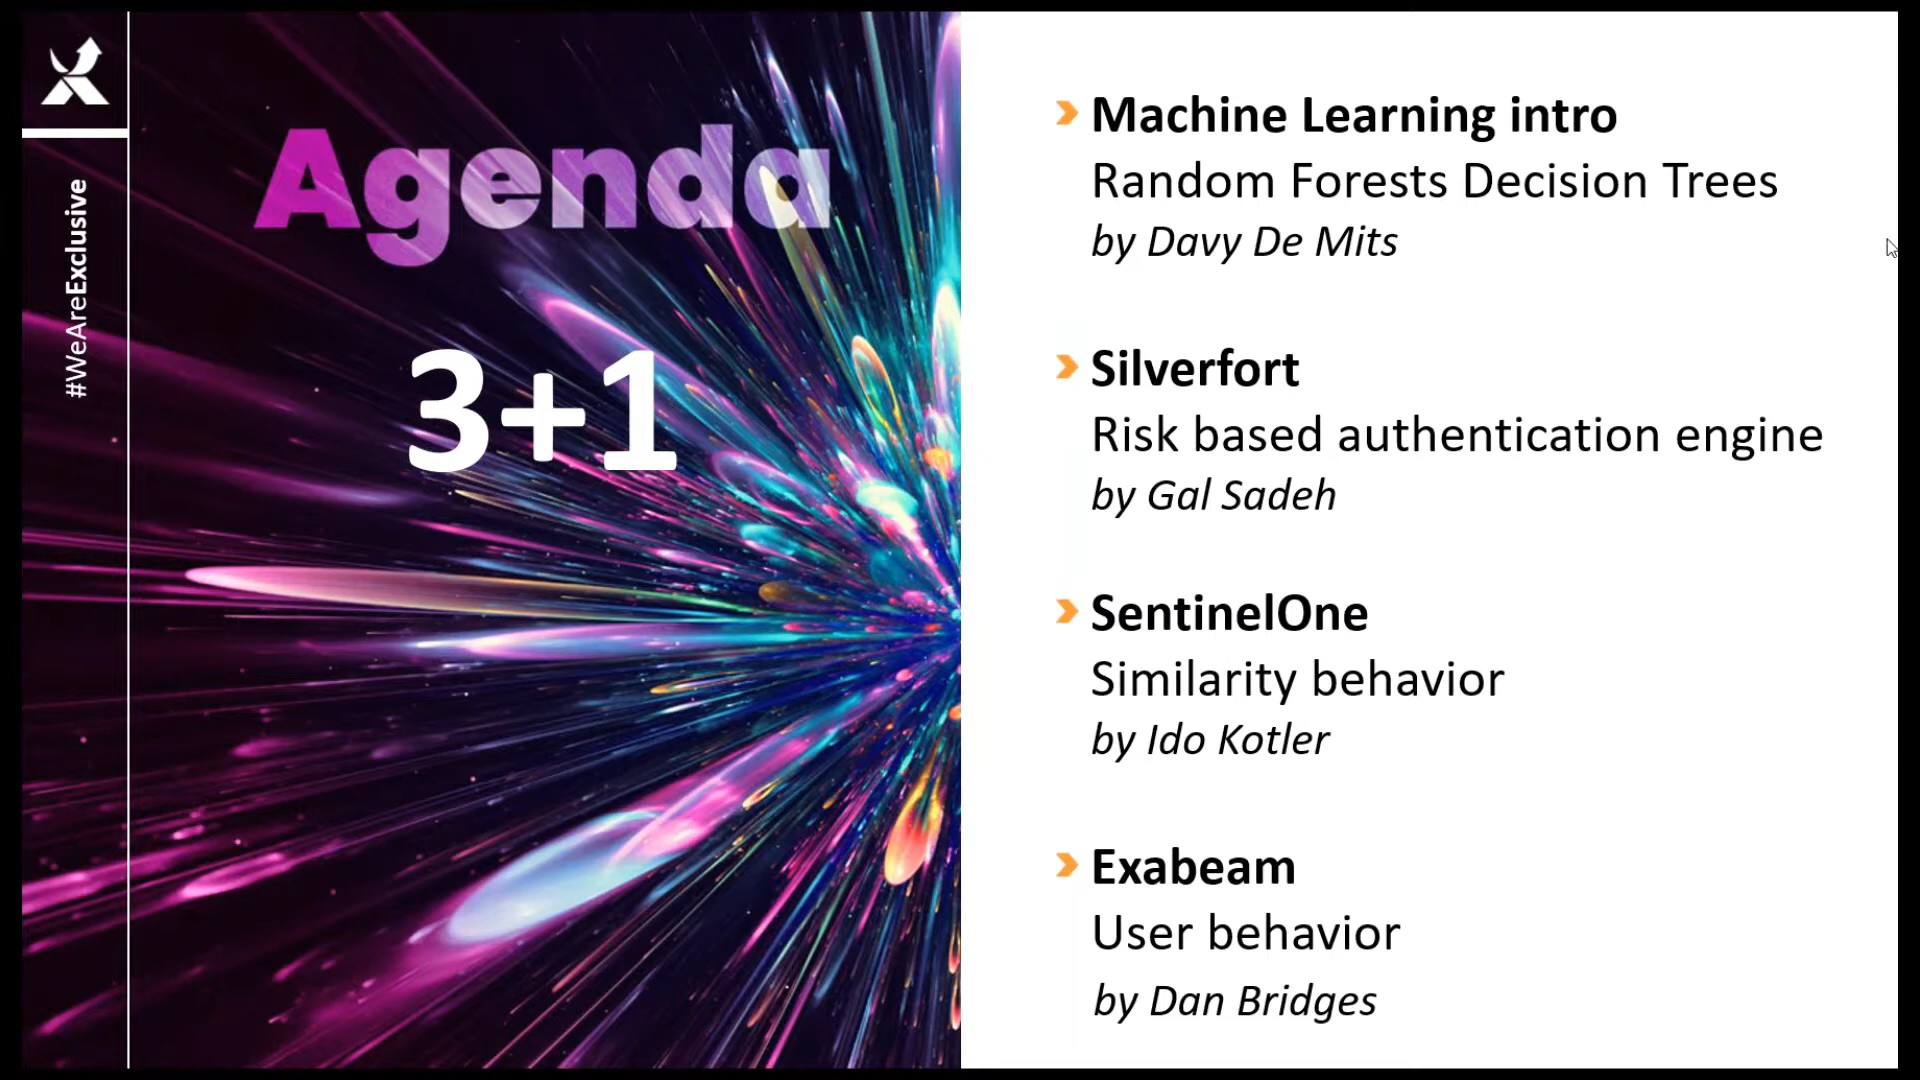 #WeAreExclusive
Agenda
3+1
Machine Learning intro
Random Forests Decision Trees
by Davy De Mits
Silverfort
Risk based authentication engine
by Gal Sadeh
SentinelOne
Similarity behavior
by Ido Kotler
Exabeam
User behavior
by Dan Bridges